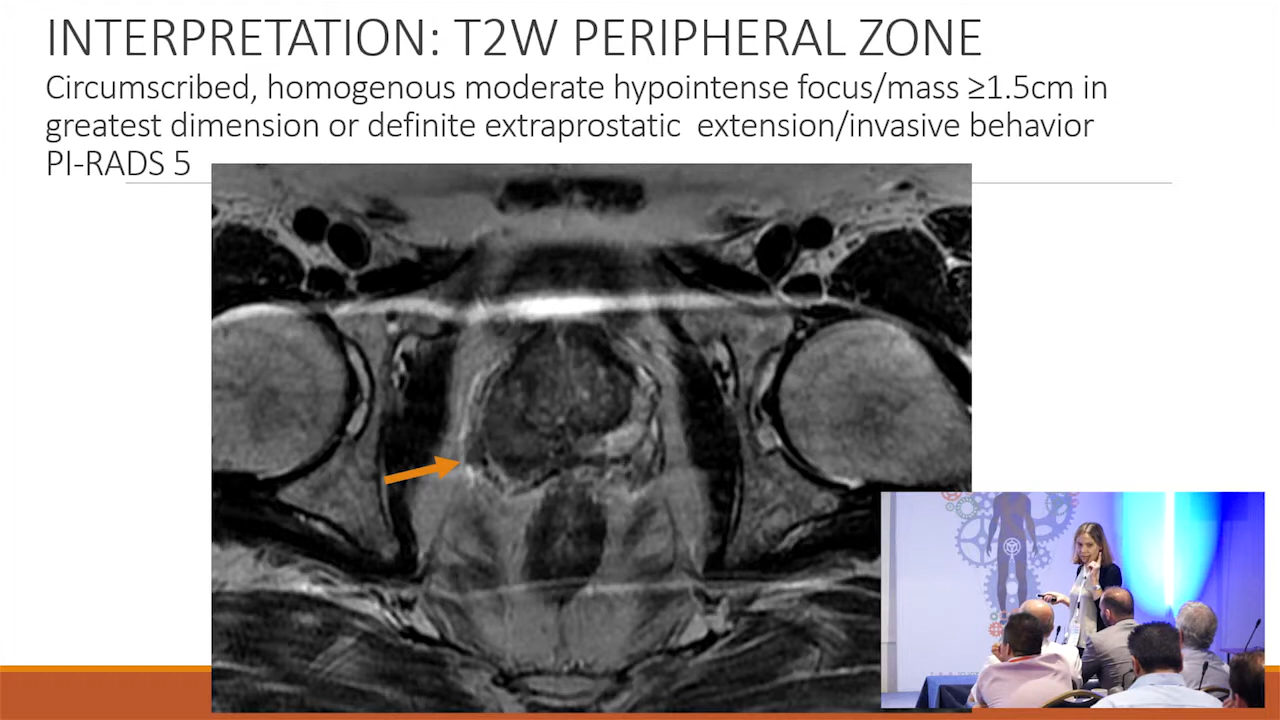 INTERPRETATION: T2W PERIPHERAL ZONE
Circumscribed, homogenous moderate hypointense focus/mass ≥1.5cm in
greatest dimension or definite extraprostatic extension/invasive behavior
PI-RADS 5